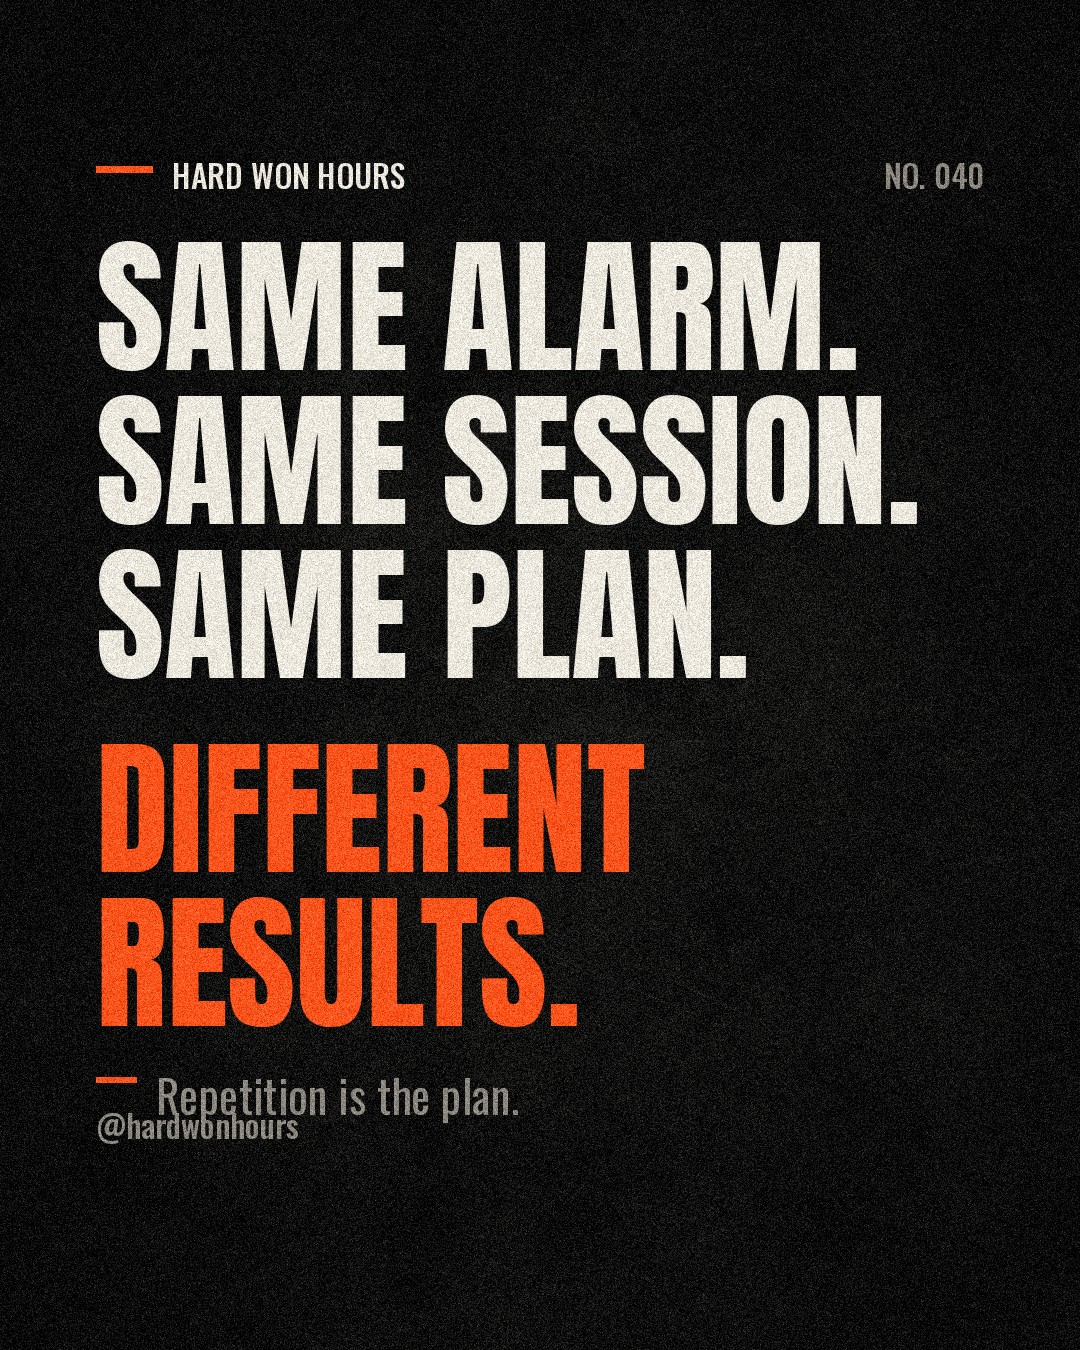 HARD WON HOURS
NO. 040
SAME ALARM.
SAME SESSION.
SAME PLAN.
DIFFERENT
RESULTS.
Repetition is the plan.
@hardwonhours